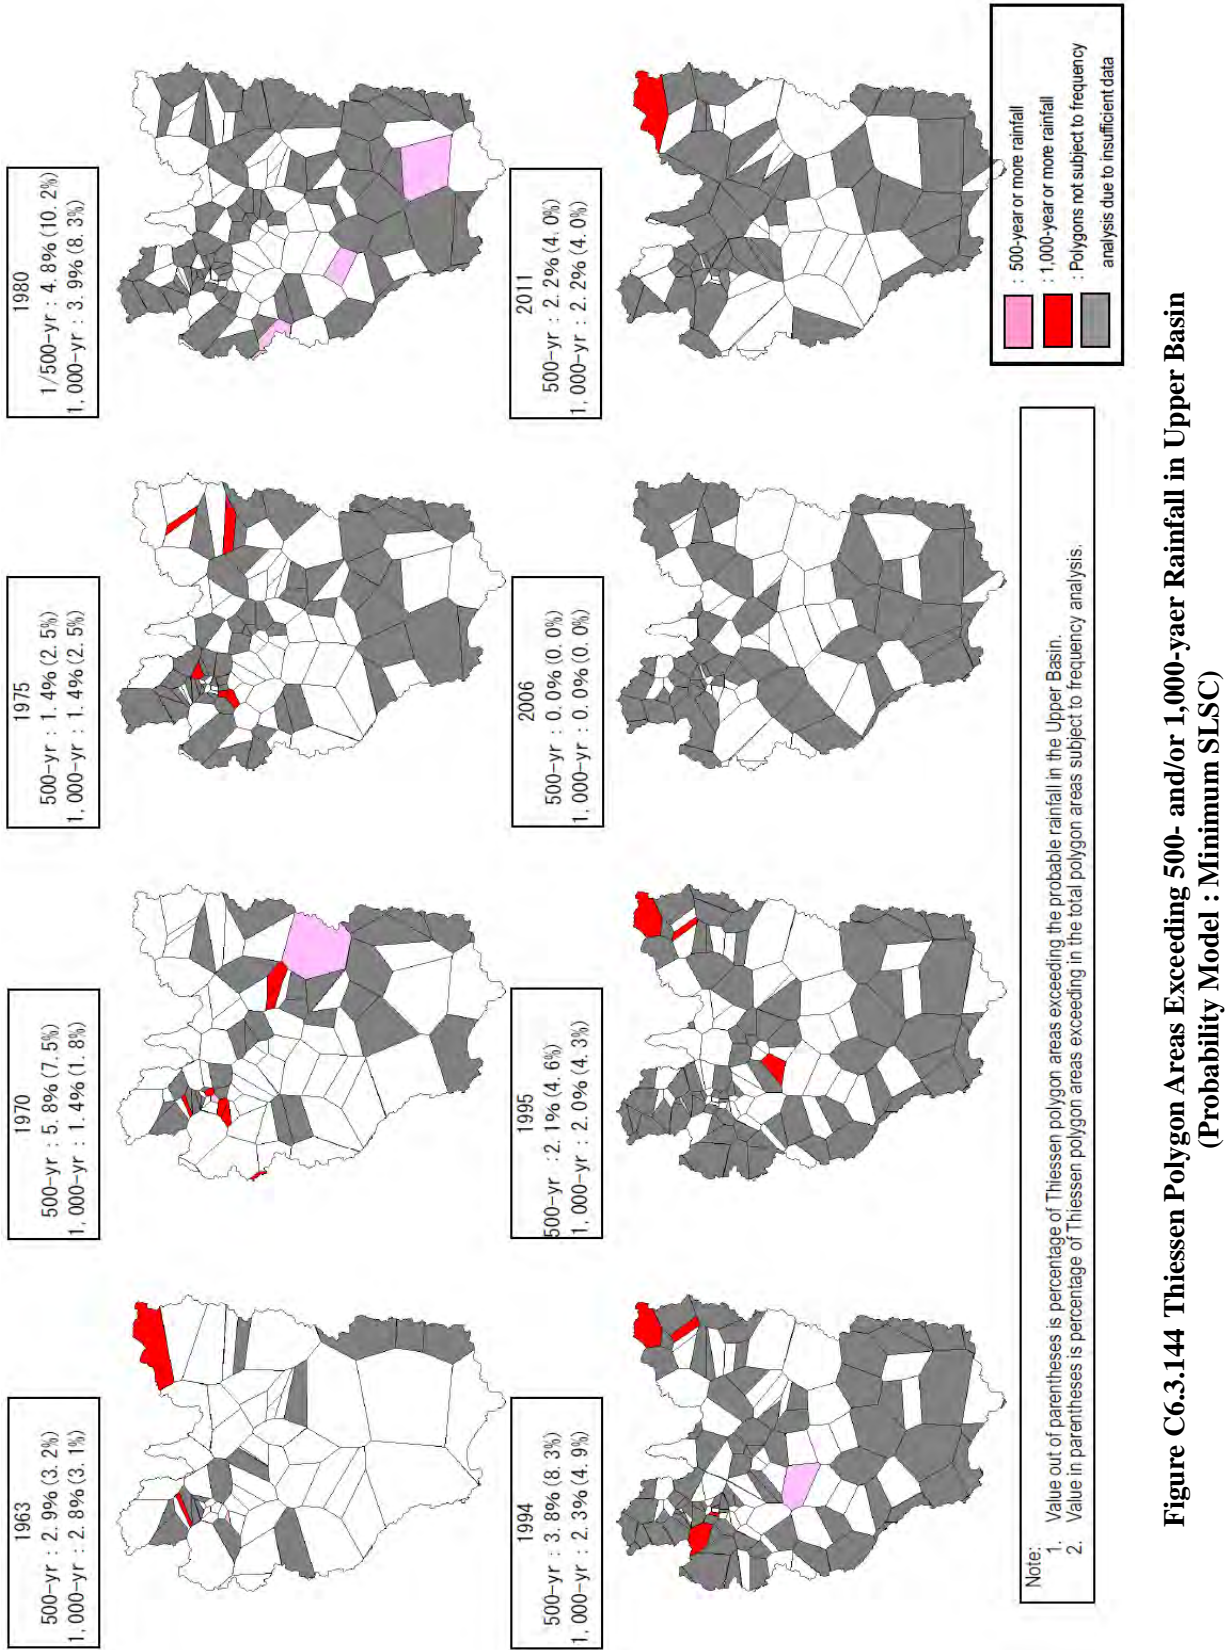 1963
500-yr : 2.9% (3.2%)
1,000-yr : 2.8% (3.1%)
1970
500-yr : 5.8% (7.5%)
1,000-yr : 1.4% (1.8%)
1975
500-yr : 1.4% (2.5%)
1,000-yr : 1.4% (2.5%)
1980
1/500-yr : 4.8% (10.2%)
1,000-yr : 3.9% (8.3%)
1994
500-yr : 3.8% (8.3%)
1,000-yr : 2.3% (4.9%)
1995
500-yr : 2.1% (4.6%)
1,000-yr : 2.0% (4.3%)
2006
500-yr : 0.0% (0.0%)
1,000-yr : 0.0% (0.0%)
2011
500-yr : 2.2% (4.0%)
1,000-yr : 2.2% (4.0%)
: 500-year or more rainfall
: 1,000-year or more rainfall
: Polygons not subject to frequency
analysis due to insufficient data
Note:
1. Value out of parentheses is percentage of Thiessen polygon areas exceeding the probable rainfall in the Upper Basin.
2. Value in parentheses is percentage of Thiessen polygon areas exceeding in the total polygon areas subject to frequency analysis.
Figure C6.3.144 Thiessen Polygon Areas Exceeding 500- and/or 1,000-yaer Rainfall in Upper Basin
(Probability Model : Minimum SLSC)